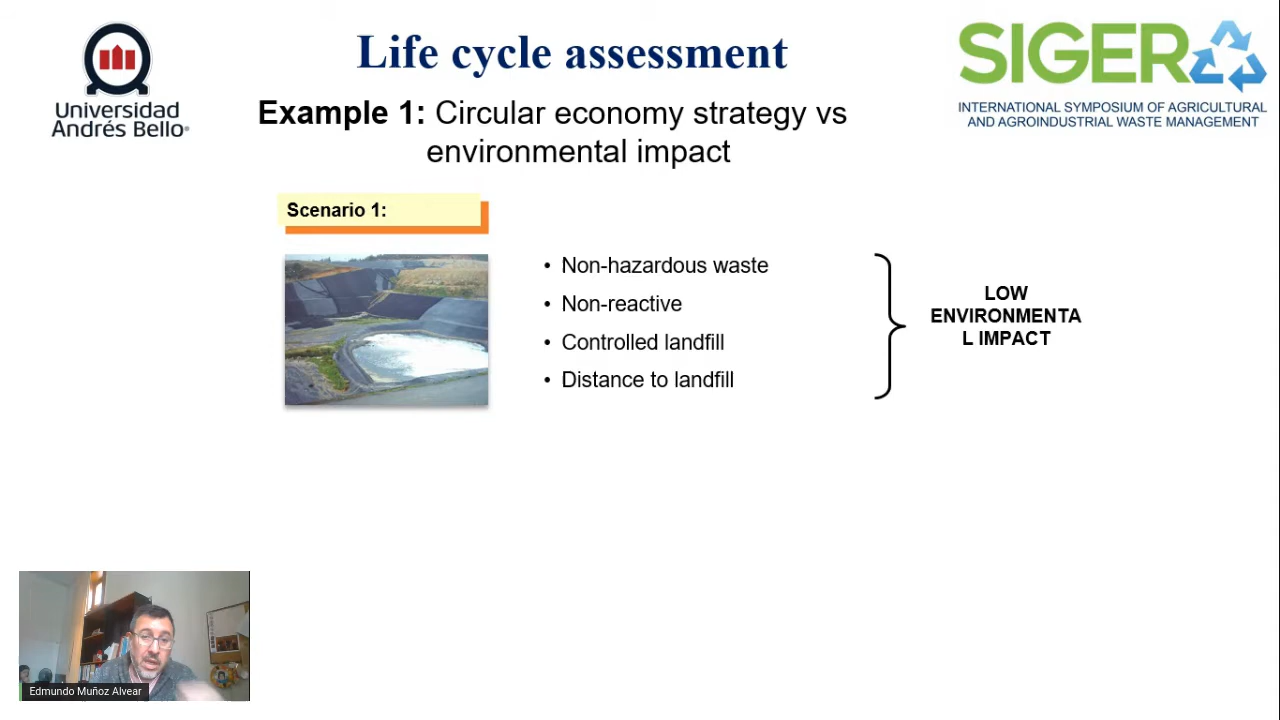 Life cycle assessment
Universidad
Andrés Bello®
SIGER
INTERNATIONAL SYMPOSIUM OF AGRICULTURAL
AND AGROINDUSTRIAL WASTE MANAGEMENT
Example 1: Circular economy strategy vs
environmental impact
Scenario 1:
• Non-hazardous waste
• Non-reactive
• Controlled landfill
• Distance to landfill
LOW
ENVIRONMENTA
L IMPACT
Edmundo Muñoz Alvear